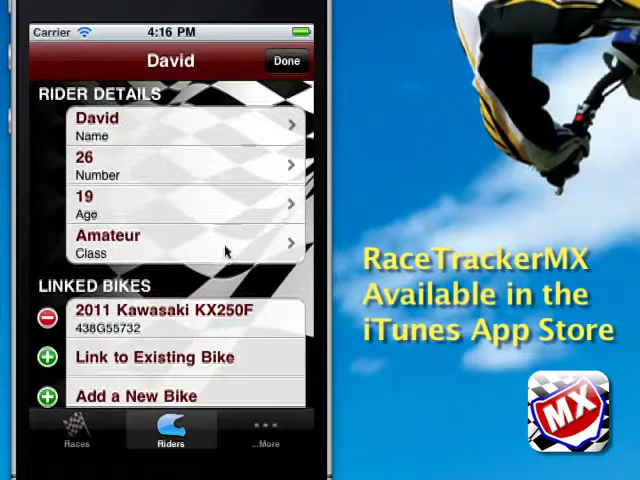 Carrier 4:16 PM
David Done
RIDER DETAILS
David
Name
26
Number
19
Age
Amateur
Class
LINKED BIKES
2011 Kawasaki KX250F
438G55732
Link to Existing Bike
Add a New Bike
Races Riders ...More
RaceTrackerMX
Available in the
iTunes App Store
MX